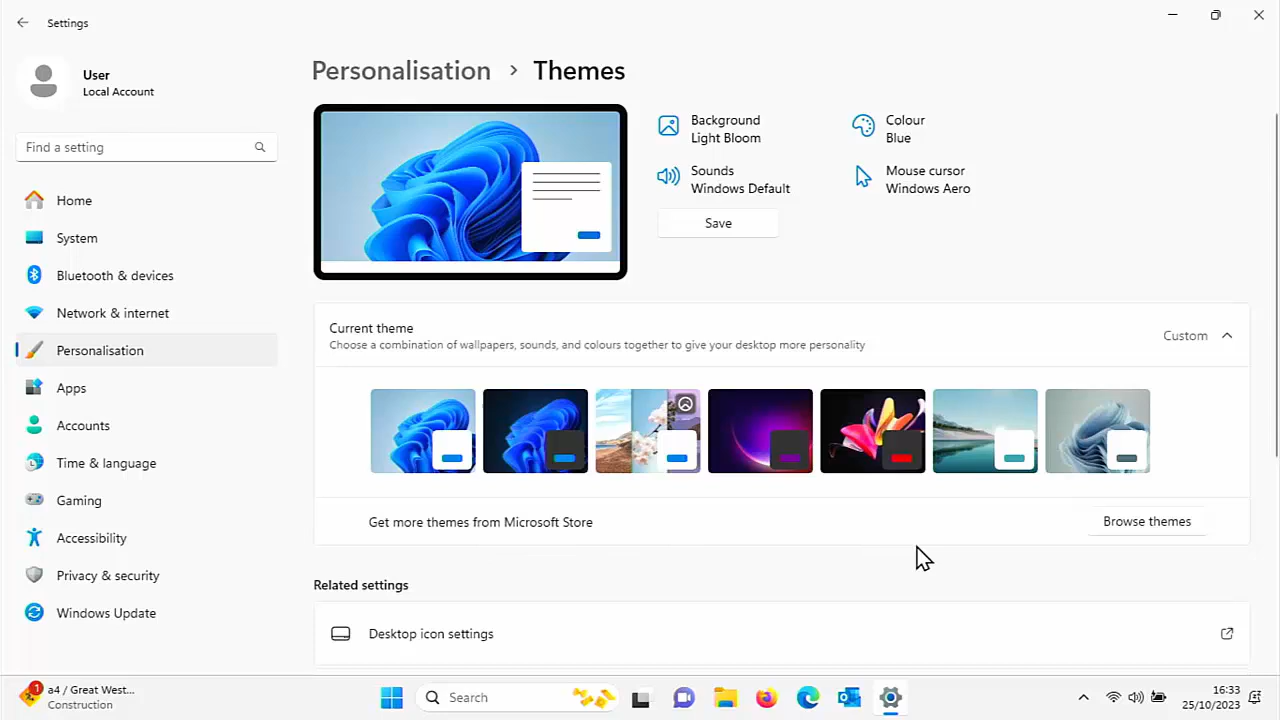 Settings
User
Local Account
Find a setting
Home
System
Bluetooth & devices
Network & internet
Personalisation
Apps
Accounts
Time & language
Gaming
Accessibility
Privacy & security
Windows Update
Personalisation > Themes
Background
Light Bloom
Colour
Blue
Sounds
Windows Default
Mouse cursor
Windows Aero
Save
Current theme
Choose a combination of wallpapers, sounds, and colours together to give your desktop more personality
Custom
Get more themes from Microsoft Store
Browse themes
Related settings
Desktop icon settings
1
a4 / Great West...
Construction
Search
16:33
25/10/2023